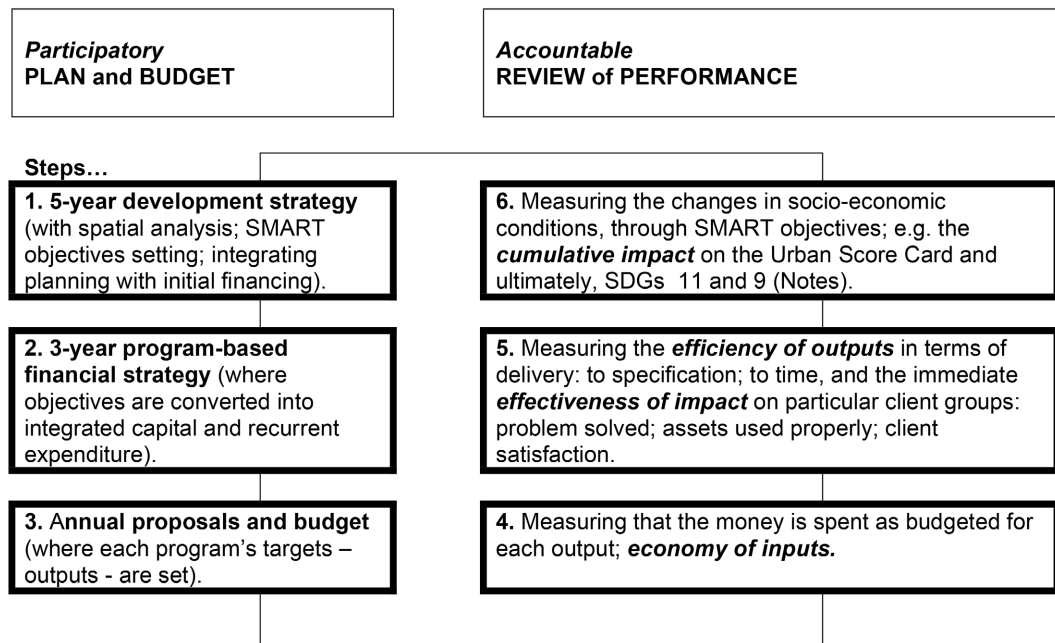 Participatory
PLAN and BUDGET
Accountable
REVIEW of PERFORMANCE
Steps…
1. 5-year development strategy
(with spatial analysis; SMART
objectives setting; integrating
planning with initial financing).
2. 3-year program-based
financial strategy (where
objectives are converted into
integrated capital and recurrent
expenditure).
3. Annual proposals and budget
(where each program's targets –
outputs - are set).
6. Measuring the changes in socio-economic
conditions, through SMART objectives; e.g. the
cumulative impact on the Urban Score Card and
ultimately, SDGs 11 and 9 (Notes).
5. Measuring the efficiency of outputs in terms of
delivery: to specification; to time, and the immediate
effectiveness of impact on particular client groups:
problem solved; assets used properly; client
satisfaction.
4. Measuring that the money is spent as budgeted for
each output; economy of inputs.